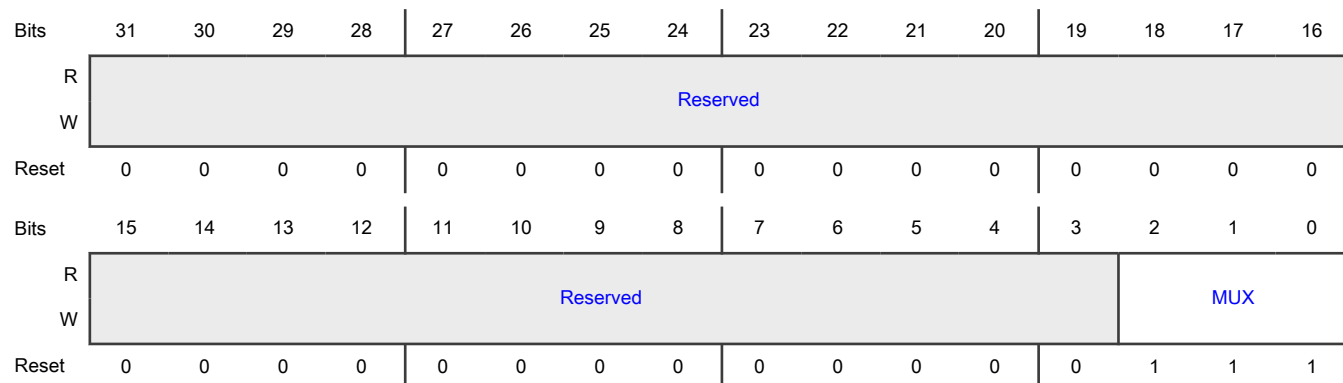 Bits 31 30 29 28 27 26 25 24 23 22 21 20 19 18 17 16
R
Reserved
W
Reset 0 0 0 0 0 0 0 0 0 0 0 0 0 0 0 0
Bits 15 14 13 12 11 10 9 8 7 6 5 4 3 2 1 0
R
Reserved MUX
W
Reset 0 0 0 0 0 0 0 0 0 0 0 0 0 1 1 1